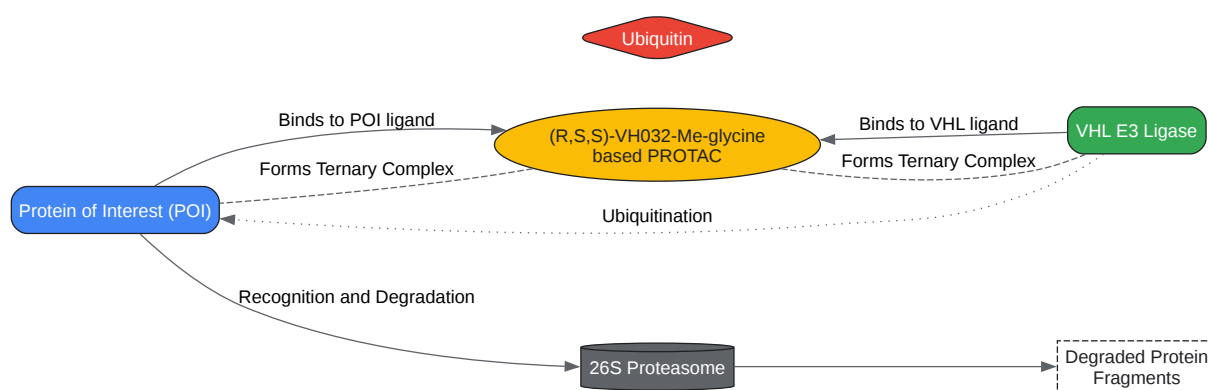 Ubiquitin
Binds to POI ligand
(R,S,S)-VH032-Me-glycine
based PROTAC
Binds to VHL ligand
VHL E3 Ligase
Forms Ternary Complex
Forms Ternary Complex
Protein of Interest (POI)
Ubiquitination
Recognition and Degradation
26S Proteasome
Degraded Protein
Fragments